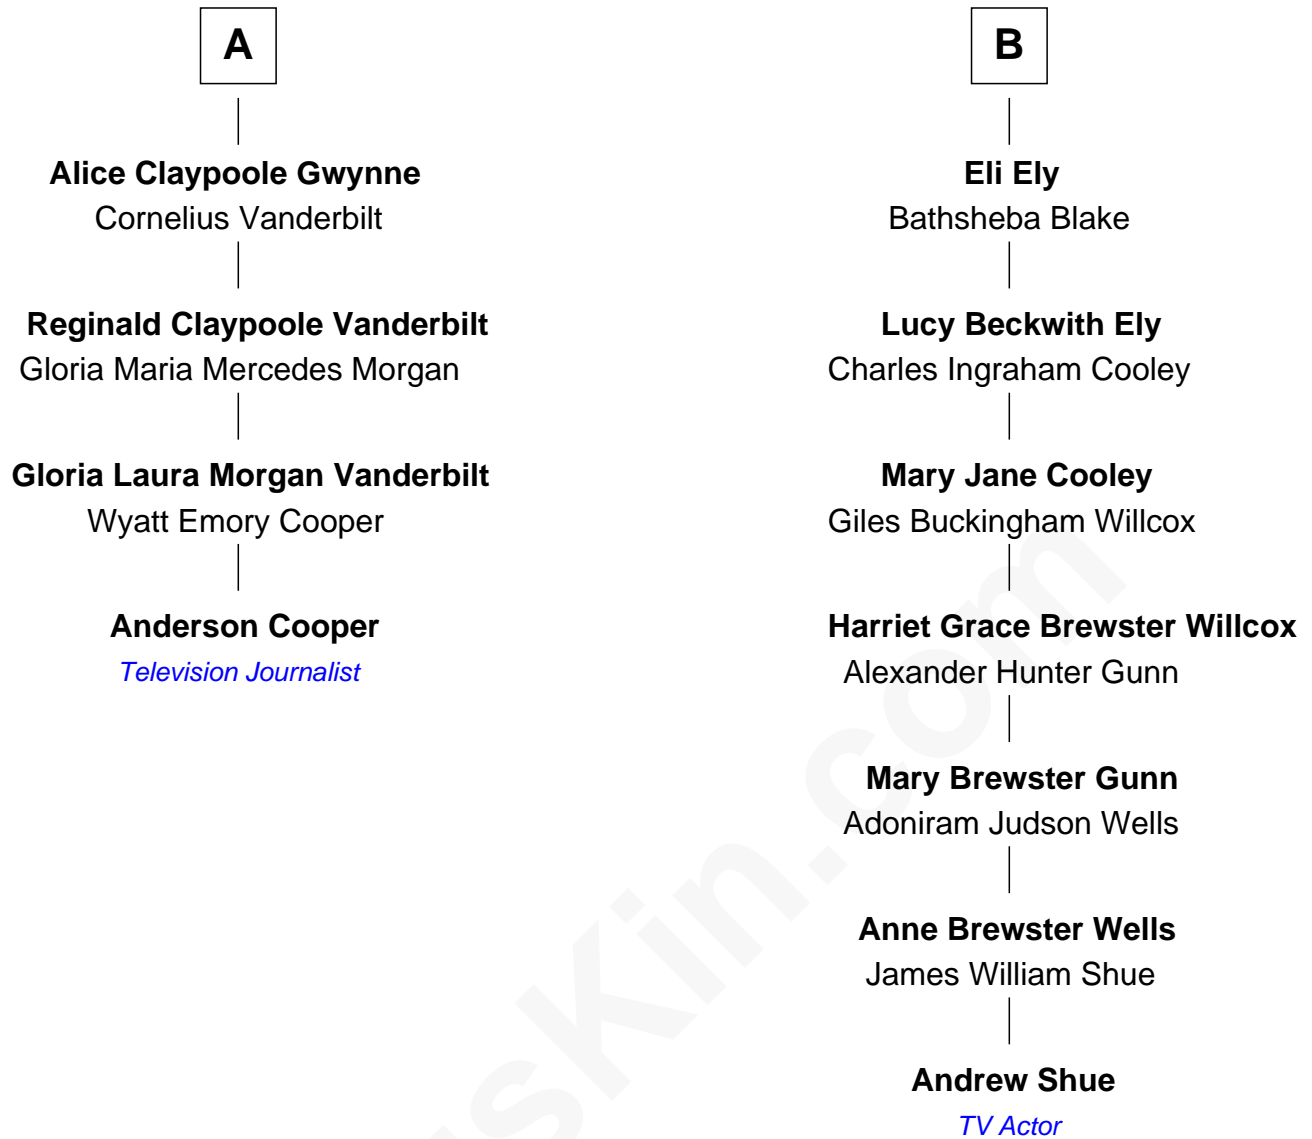 A
Alice Claypoole Gwynne
Cornelius Vanderbilt
Reginald Claypoole Vanderbilt
Gloria Maria Mercedes Morgan
Gloria Laura Morgan Vanderbilt
Wyatt Emory Cooper
Anderson Cooper
Television Journalist
B
Eli Ely
Bathsheba Blake
Lucy Beckwith Ely
Charles Ingraham Cooley
Mary Jane Cooley
Giles Buckingham Willcox
Harriet Grace Brewster Willcox
Alexander Hunter Gunn
Mary Brewster Gunn
Adoniram Judson Wells
Anne Brewster Wells
James William Shue
Andrew Shue
TV Actor
sKin.com